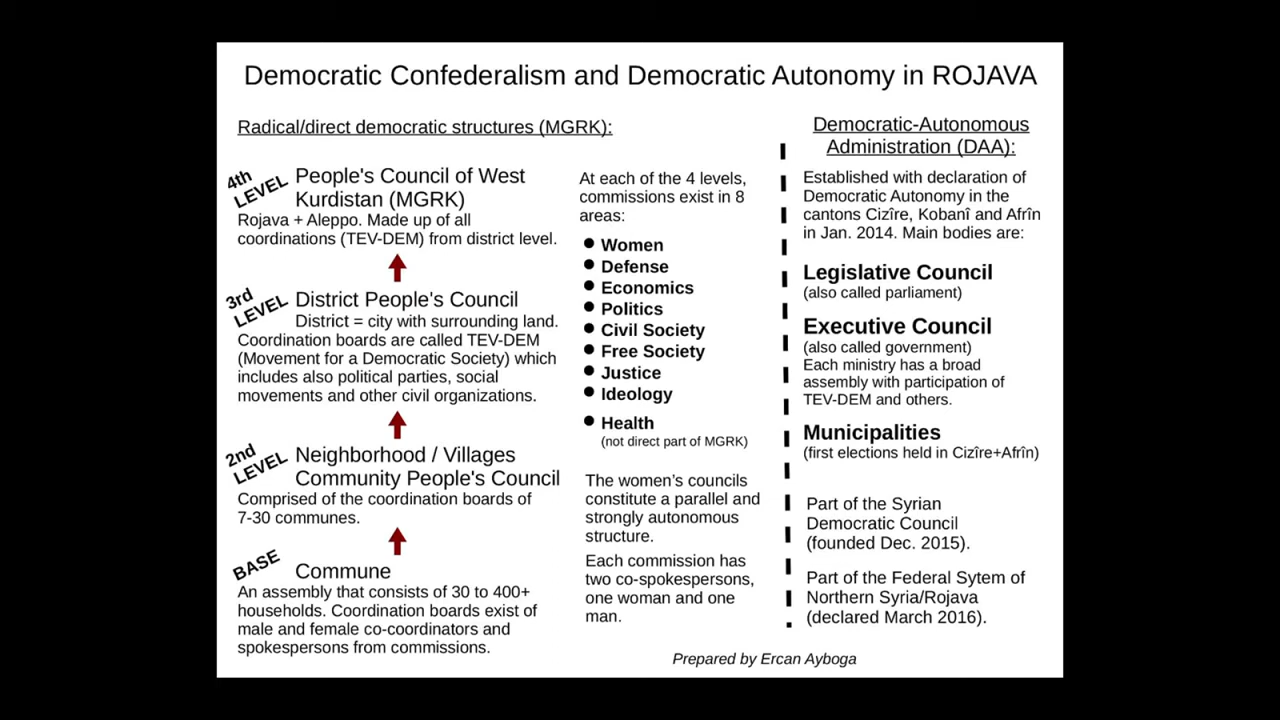 Democratic Confederalism and Democratic Autonomy in ROJAVA
Radical/direct democratic structures (MGRK):
4th
LEVEL
People's Council of West
Kurdistan (MGRK)
Rojava + Aleppo. Made up of all
coordinations (TEV-DEM) from district level.
3rd
LEVEL
District People's Council
District = city with surrounding land.
Coordination boards are called TEV-DEM
(Movement for a Democratic Society) which
includes also political parties, social
movements and other civil organizations.
2nd
LEVEL
Neighborhood / Villages
Community People's Council
Comprised of the coordination boards of
7-30 communes.
BASE
Commune
An assembly that consists of 30 to 400+
households. Coordination boards exist of
male and female co-coordinators and
spokespersons from commissions.
At each of the 4 levels,
commissions exist in 8
areas:
● Women
● Defense
● Economics
● Politics
● Civil Society
● Free Society
● Justice
● Ideology
● Health
(not direct part of MGRK)
The women's councils
constitute a parallel and
strongly autonomous
structure.
Each commission has
two co-spokespersons,
one woman and one
man.
Democratic-Autonomous
Administration (DAA):
Established with declaration of
Democratic Autonomy in the
cantons Cizîre, Kobanî and Afrîn
in Jan. 2014. Main bodies are:
Legislative Council
(also called parliament)
Executive Council
(also called government)
Each ministry has a broad
assembly with participation of
TEV-DEM and others.
Municipalities
(first elections held in Cizîre+Afrîn)
Part of the Syrian
Democratic Council
(founded Dec. 2015).
Part of the Federal Sytem of
Northern Syria/Rojava
(declared March 2016).
Prepared by Ercan Ayboga